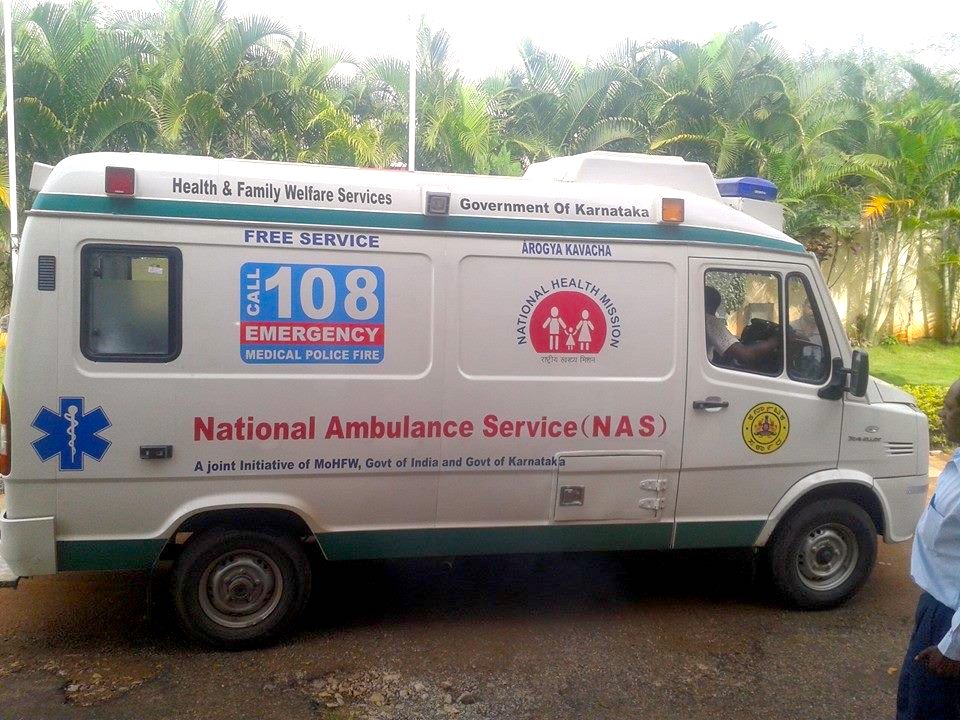 Health & Family Welfare Services
Government Of Karnataka
FREE SERVICE
AROGYA KAVACHA
CALL
108
EMERGENCY
MEDICAL POLICE FIRE
NATIONAL HEALTH MISSION
राष्ट्रीय स्वास्थ्य मिशन
National Ambulance Service (NAS)
A joint Initiative of MoHFW, Govt of India and Govt of Karnataka